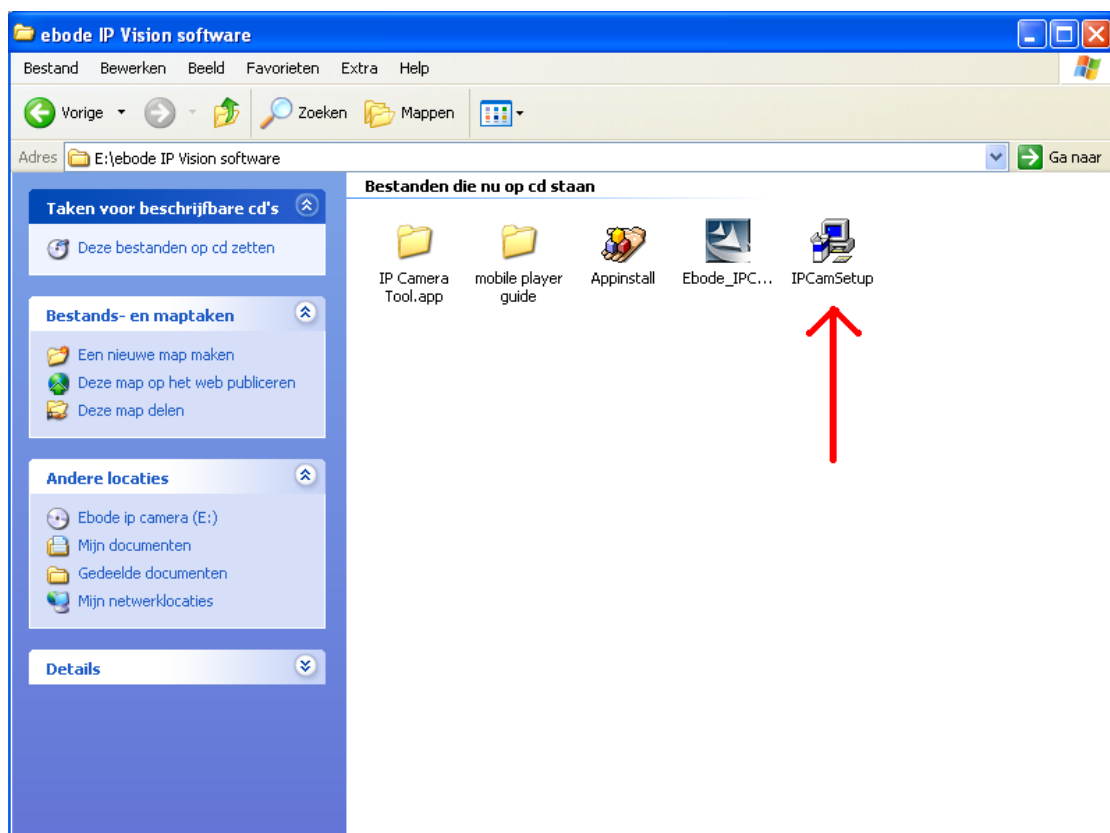 ebode IP Vision software
Bestand Bewerken Beeld Favorieten Extra Help
Vorige Zoeken Mappen
Adres E:\ebode IP Vision software Ga naar
Taken voor beschrijfbare cd's
Deze bestanden op cd zetten
Bestands- en maptaken
Een nieuwe map maken
Deze map op het web publiceren
Deze map delen
Andere locaties
Ebode ip camera (E:)
Mijn documenten
Gedeelde documenten
Mijn netwerklocaties
Details
Bestanden die nu op cd staan
IP Camera
Tool.app
mobile player
guide
Appinstall
Ebode_IPC...
IPCamSetup